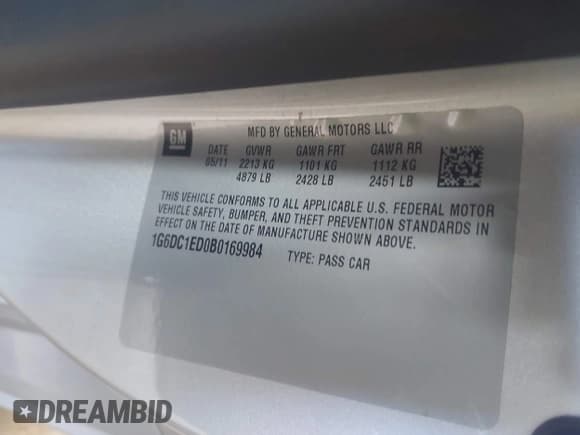 GM
MFD BY GENERAL MOTORS LLC
DATE GVWR GAWR FRT GAWR RR
05/11 2213 KG 1101 KG 1112 KG
4879 LB 2428 LB 2451 LB
THIS VEHICLE CONFORMS TO ALL APPLICABLE U.S. FEDERAL MOTOR
VEHICLE SAFETY, BUMPER, AND THEFT PREVENTION STANDARDS IN
EFFECT ON THE DATE OF MANUFACTURE SHOWN ABOVE.
1G6DC1ED0B0169984 TYPE: PASS CAR
DREAMBID